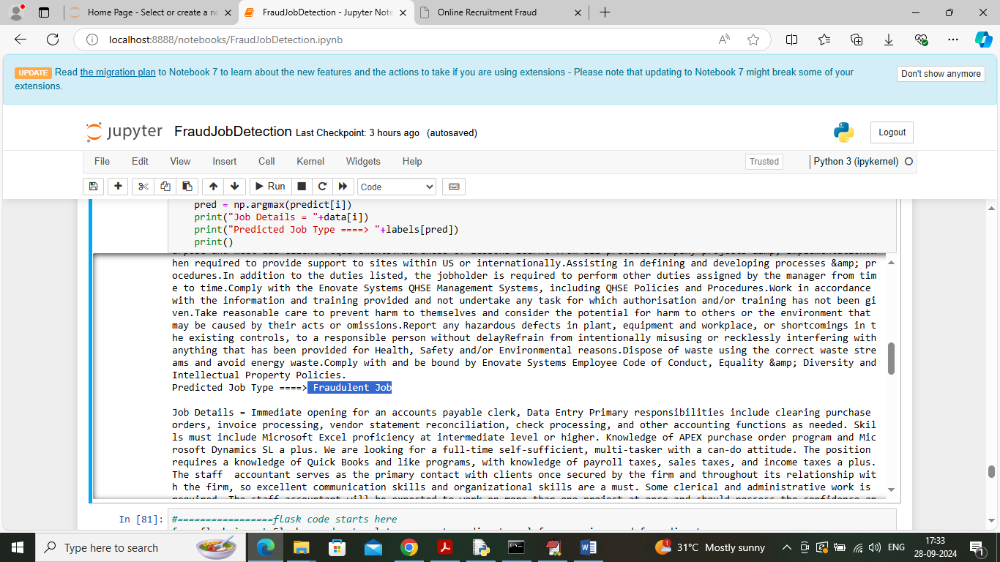 Home Page - Select or create a no
FraudJobDetection - Jupyter Note
Online Recruitment Fraud
localhost:8888/notebooks/FraudJobDetection.ipynb
UPDATE Read the migration plan to Notebook 7 to learn about the new features and the actions to take if you are using extensions - Please note that updating to Notebook 7 might break some of your
extensions.
Don't show anymore
jupyter FraudJobDetection Last Checkpoint: 3 hours ago (autosaved)
Logout
File Edit View Insert Cell Kernel Widgets Help
Trusted
Python 3 (ipykernel)
Run
Code
pred = np.argmax(predict[i])
print("Job Details = "+data[i])
print("Predicted Job Type ====> "+labels[pred])
print()
hen required to provide support to sites within US or internationally.Assisting in defining and developing processes &amp; pr
ocedures.In addition to the duties listed, the jobholder is required to perform other duties assigned by the manager from tim
e to time.Comply with the Enovate Systems QHSE Management Systems, including QHSE Policies and Procedures.Work in accordance
with the information and training provided and not undertake any task for which authorisation and/or training has not been gi
ven.Take reasonable care to prevent harm to themselves and consider the potential for harm to others or the environment that
may be caused by their acts or omissions.Report any hazardous defects in plant, equipment and workplace, or shortcomings in t
he existing controls, to a responsible person without delayRefrain from intentionally misusing or recklessly interfering with
anything that has been provided for Health, Safety and/or Environmental reasons.Dispose of waste using the correct waste stre
ams and avoid energy waste.Comply with and be bound by Enovate Systems Employee Code of Conduct, Equality &amp; Diversity and
Intellectual Property Policies.
Predicted Job Type ====> Fraudulent Job
Job Details = Immediate opening for an accounts payable clerk, Data Entry Primary responsibilities include clearing purchase
orders, invoice processing, vendor statement reconciliation, check processing, and other accounting functions as needed. Skil
ls must include Microsoft Excel proficiency at intermediate level or higher. Knowledge of APEX purchase order program and Mic
rosoft Dynamics SL a plus. We are looking for a full-time self-sufficient, multi-tasker with a can-do attitude. The position
requires a knowledge of Quick Books and like programs, with knowledge of payroll taxes, sales taxes, and income taxes a plus.
The staff  accountant serves as the primary contact with clients once secured by the firm and throughout its relationship wit
h the firm, so excellent communication skills and organizational skills are a must. Some clerical and administrative work is
In [81]: #=================flask code starts here
Type here to search
31°C Mostly sunny
ENG
17:33
28-09-2024
1
1